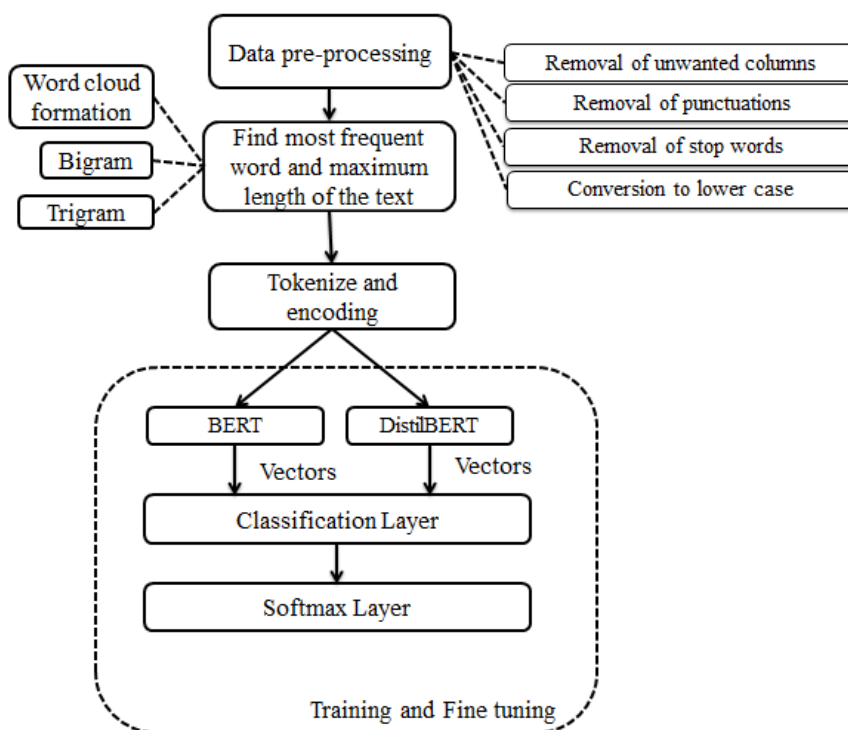 Data pre-processing
Removal of unwanted columns
Removal of punctuations
Removal of stop words
Conversion to lower case
Word cloud
formation
Bigram
Trigram
Find most frequent
word and maximum
length of the text
Tokenize and
encoding
BERT
DistilBERT
Vectors
Vectors
Classification Layer
Softmax Layer
Training and Fine tuning